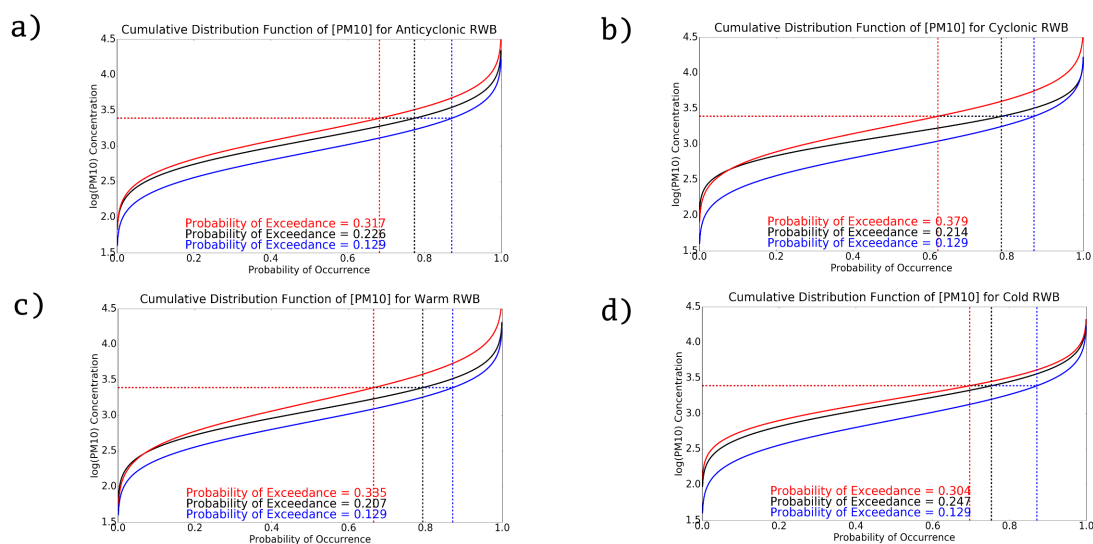 a)
Cumulative Distribution Function of [PM10] for Anticyclonic RWB
4.5
4.0
3.5
3.0
2.5
2.0
1.5
log(PM10) Concentration
Probability of Exceedance = 0.317
Probability of Exceedance = 0.226
Probability of Exceedance = 0.129
0.0 0.2 0.4 0.6 0.8 1.0
Probability of Occurrence
b)
Cumulative Distribution Function of [PM10] for Cyclonic RWB
4.5
4.0
3.5
3.0
2.5
2.0
1.5
log(PM10) Concentration
Probability of Exceedance = 0.379
Probability of Exceedance = 0.214
Probability of Exceedance = 0.129
0.0 0.2 0.4 0.6 0.8 1.0
Probability of Occurrence
c)
Cumulative Distribution Function of [PM10] for Warm RWB
4.5
4.0
3.5
3.0
2.5
2.0
1.5
log(PM10) Concentration
Probability of Exceedance = 0.335
Probability of Exceedance = 0.207
Probability of Exceedance = 0.129
0.0 0.2 0.4 0.6 0.8 1.0
Probability of Occurrence
d)
Cumulative Distribution Function of [PM10] for Cold RWB
4.5
4.0
3.5
3.0
2.5
2.0
1.5
log(PM10) Concentration
Probability of Exceedance = 0.304
Probability of Exceedance = 0.247
Probability of Exceedance = 0.129
0.0 0.2 0.4 0.6 0.8 1.0
Probability of Occurrence